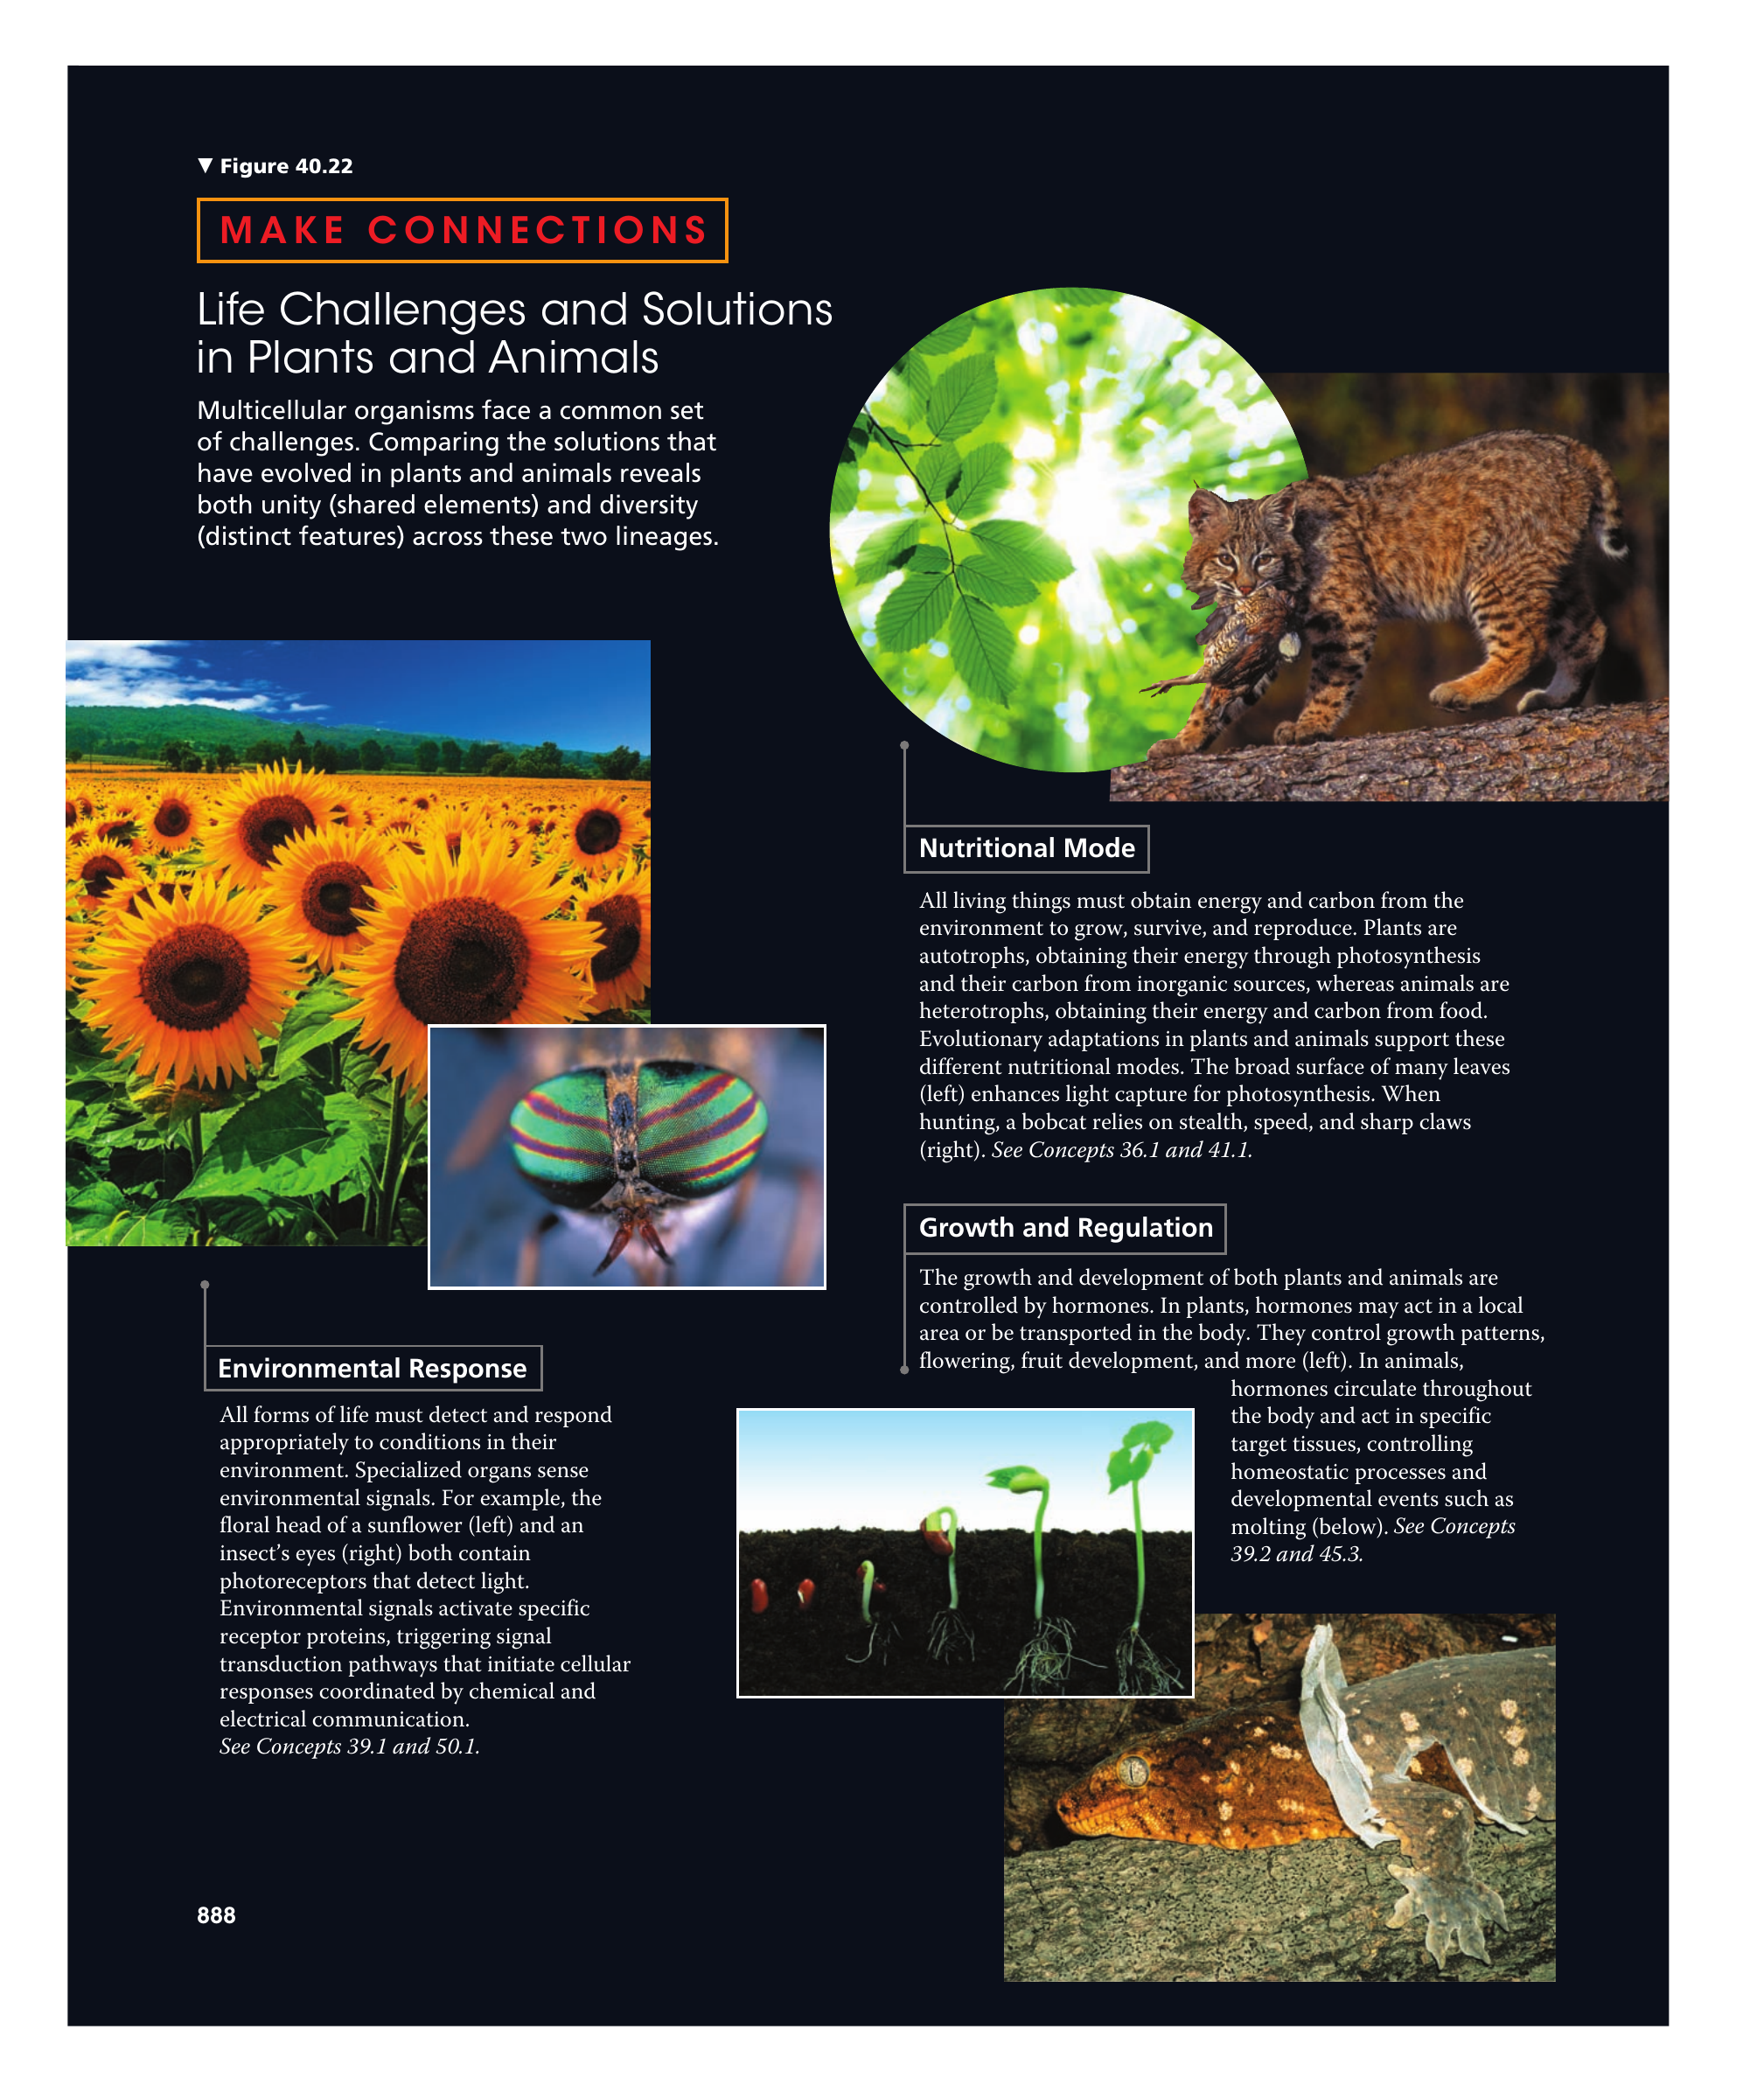 ▼ Figure 40.22
MAKE CONNECTIONS
Life Challenges and Solutions
in Plants and Animals
Multicellular organisms face a common set
of challenges. Comparing the solutions that
have evolved in plants and animals reveals
both unity (shared elements) and diversity
(distinct features) across these two lineages.
Environmental Response
All forms of life must detect and respond
appropriately to conditions in their
environment. Specialized organs sense
environmental signals. For example, the
floral head of a sunflower (left) and an
insect's eyes (right) both contain
photoreceptors that detect light.
Environmental signals activate specific
receptor proteins, triggering signal
transduction pathways that initiate cellular
responses coordinated by chemical and
electrical communication.
See Concepts 39.1 and 50.1.
Nutritional Mode
All living things must obtain energy and carbon from the
environment to grow, survive, and reproduce. Plants are
autotrophs, obtaining their energy through photosynthesis
and their carbon from inorganic sources, whereas animals are
heterotrophs, obtaining their energy and carbon from food.
Evolutionary adaptations in plants and animals support these
different nutritional modes. The broad surface of many leaves
(left) enhances light capture for photosynthesis. When
hunting, a bobcat relies on stealth, speed, and sharp claws
(right). See Concepts 36.1 and 41.1.
Growth and Regulation
The growth and development of both plants and animals are
controlled by hormones. In plants, hormones may act in a local
area or be transported in the body. They control growth patterns,
flowering, fruit development, and more (left). In animals,
hormones circulate throughout
the body and act in specific
target tissues, controlling
homeostatic processes and
developmental events such as
molting (below). See Concepts
39.2 and 45.3.
888